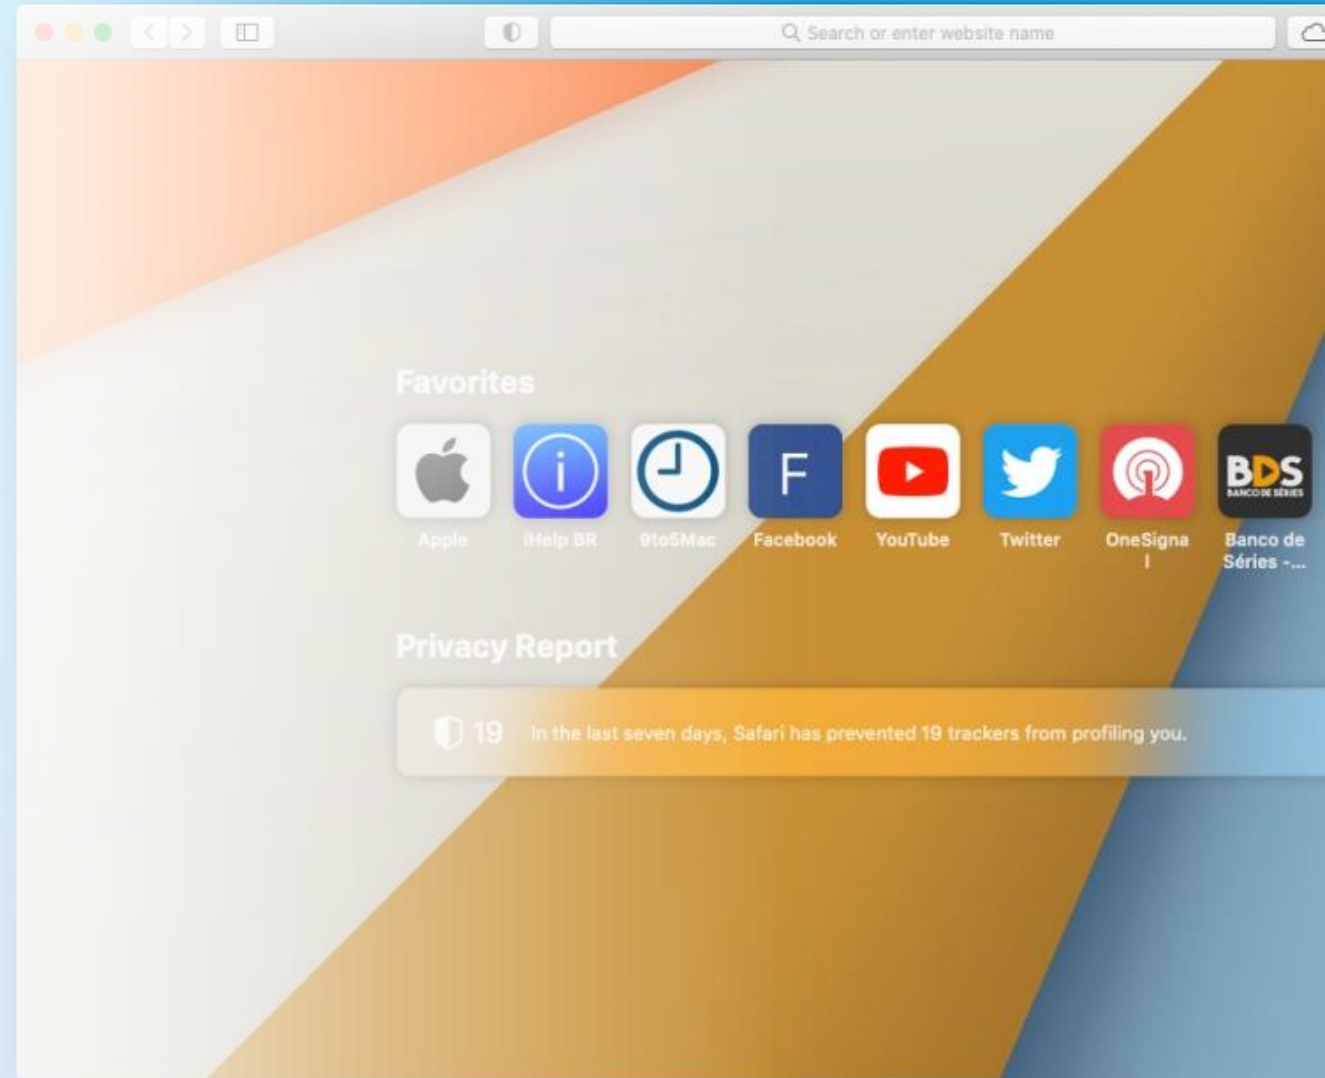 Search or enter website name
Favorites
F
BDS
BANCO DE SÉRIES
Apple
iHelp BR
9to5Mac
Facebook
YouTube
Twitter
OneSigna
l
Banco de
Séries -...
Privacy Report
19
In the last seven days, Safari has prevented 19 trackers from profiling you.